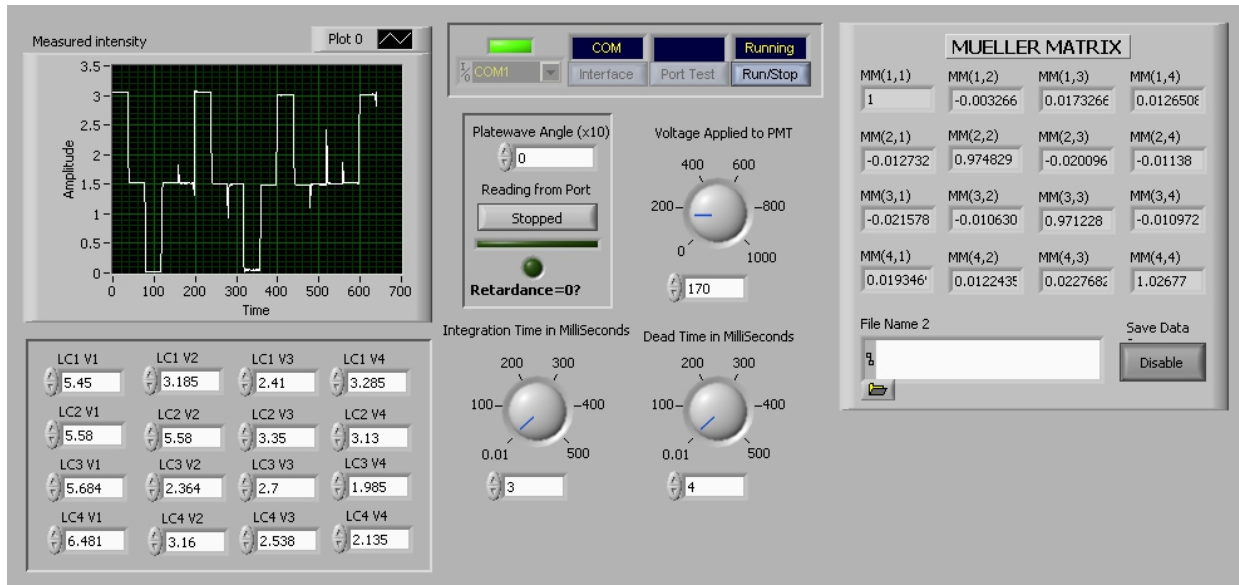 Measured intensity
Plot 0
Amplitude
3.5
3
2.5
2
1.5
1
0.5
0
0 100 200 300 400 500 600 700
Time
COM Running
I/O COM1 Interface Port Test Run/Stop
Platewave Angle (x10)
0
Reading from Port
Stopped
Retardance=0?
Voltage Applied to PMT
400 600
200 800
0 1000
170
Integration Time in MilliSeconds
200 300
100 400
0.01 500
3
Dead Time in MilliSeconds
200 300
100 400
0.01 500
4
LC1 V1 LC1 V2 LC1 V3 LC1 V4
5.45 3.185 2.41 3.285
LC2 V1 LC2 V2 LC2 V3 LC2 V4
5.58 5.58 3.35 3.13
LC3 V1 LC3 V2 LC3 V3 LC3 V4
5.684 2.364 2.7 1.985
LC4 V1 LC4 V2 LC4 V3 LC4 V4
6.481 3.16 2.538 2.135
MUELLER MATRIX
MM(1,1) MM(1,2) MM(1,3) MM(1,4)
1 -0.003266 0.0173266 0.0126508
MM(2,1) MM(2,2) MM(2,3) MM(2,4)
-0.012732 0.974829 -0.020096 -0.01138
MM(3,1) MM(3,2) MM(3,3) MM(3,4)
-0.021578 -0.010630 0.971228 -0.010972
MM(4,1) MM(4,2) MM(4,3) MM(4,4)
0.019346 0.0122435 0.0227682 1.02677
File Name 2
Save Data
Disable